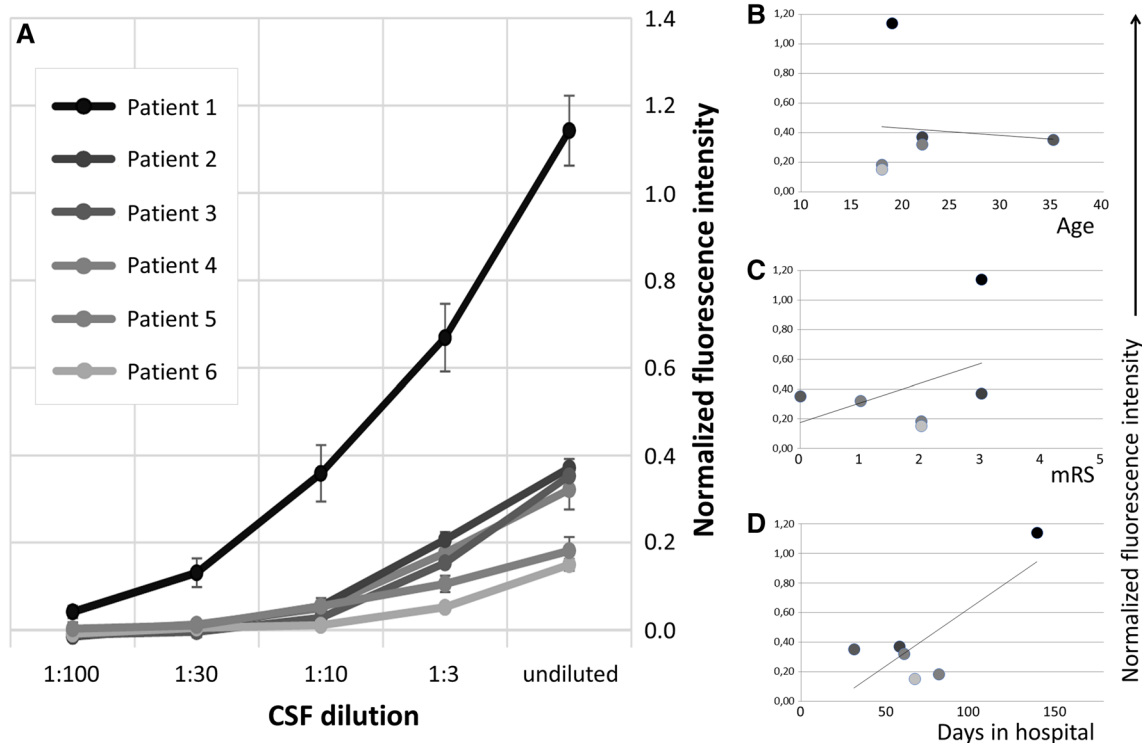 A
Patient 1
Patient 2
Patient 3
Patient 4
Patient 5
Patient 6
1.4
1.2
1.0
0.8
0.6
0.4
0.2
0.0
Normalized fluorescence intensity
1:100 1:30 1:10 1:3 undiluted
CSF dilution
B
1,20
1,00
0,80
0,60
0,40
0,20
0,00
10 15 20 25 30 35 40
Age
C
1,20
1,00
0,80
0,60
0,40
0,20
0,00
0 1 2 3 4 5
mRS
D
1,20
1,00
0,80
0,60
0,40
0,20
0,00
0 50 100 150
Days in hospital
Normalized fluorescence intensity